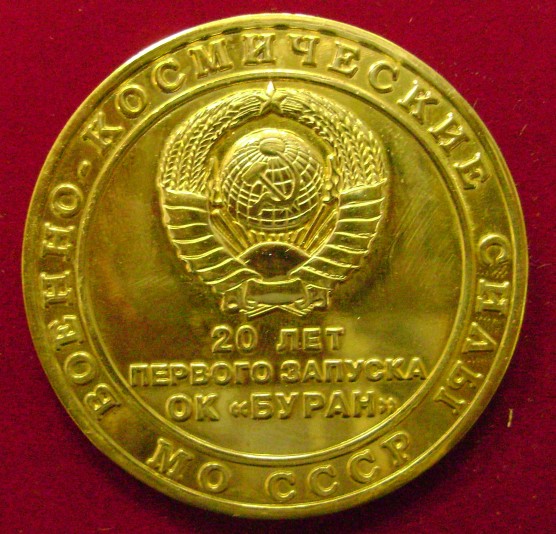 ВОЕННО-КОСМИЧЕСКИЕ СИЛЫ
МО СССР
20 ЛЕТ
ПЕРВОГО ЗАПУСКА
ОК «БУРАН»